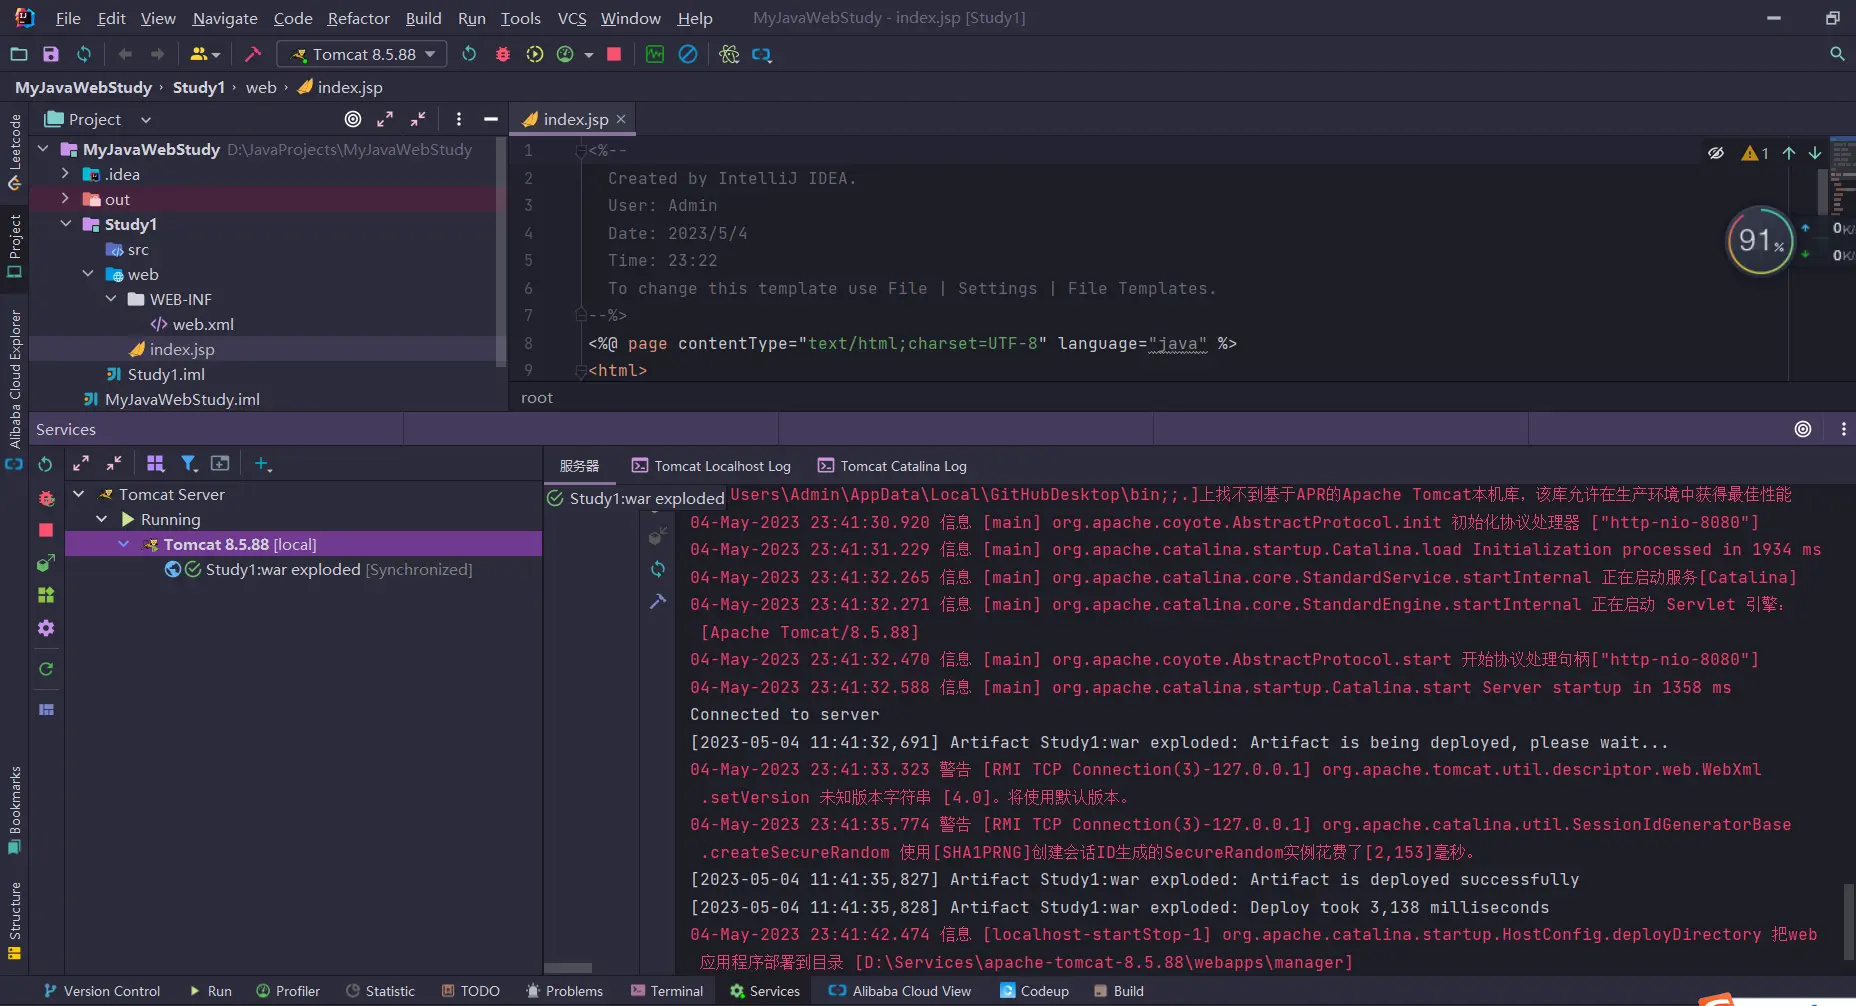 File Edit View Navigate Code Refactor Build Run Tools VCS Window Help MyJavaWebStudy - index.jsp [Study1]
Tomcat 8.5.88
MyJavaWebStudy › Study1 › web › index.jsp
Leetcode
Project
Alibaba Cloud Explorer
Bookmarks
Structure
Project
MyJavaWebStudy D:\JavaProjects\MyJavaWebStudy
.idea
out
Study1
src
web
WEB-INF
web.xml
index.jsp
Study1.iml
MyJavaWebStudy.iml
index.jsp
1 <%--
2 Created by IntelliJ IDEA.
3 User: Admin
4 Date: 2023/5/4
5 Time: 23:22
6 To change this template use File | Settings | File Templates.
7 --%>
8 <%@ page contentType="text/html;charset=UTF-8" language="java" %>
9 <html>
1
91%
0K/
0K/
root
Services
Tomcat Server
Running
Tomcat 8.5.88 [local]
Study1:war exploded [Synchronized]
服务器 Tomcat Localhost Log Tomcat Catalina Log
Study1:war exploded
Users\Admin\AppData\Local\GitHubDesktop\bin;;.]上找不到基于APR的Apache Tomcat本机库，该库允许在生产环境中获得最佳性能
04-May-2023 23:41:30.920 信息 [main] org.apache.coyote.AbstractProtocol.init 初始化协议处理器 ["http-nio-8080"]
04-May-2023 23:41:31.229 信息 [main] org.apache.catalina.startup.Catalina.load Initialization processed in 1934 ms
04-May-2023 23:41:32.265 信息 [main] org.apache.catalina.core.StandardService.startInternal 正在启动服务[Catalina]
04-May-2023 23:41:32.271 信息 [main] org.apache.catalina.core.StandardEngine.startInternal 正在启动 Servlet 引擎：
[Apache Tomcat/8.5.88]
04-May-2023 23:41:32.470 信息 [main] org.apache.coyote.AbstractProtocol.start 开始协议处理句柄["http-nio-8080"]
04-May-2023 23:41:32.588 信息 [main] org.apache.catalina.startup.Catalina.start Server startup in 1358 ms
Connected to server
[2023-05-04 11:41:32,691] Artifact Study1:war exploded: Artifact is being deployed, please wait...
04-May-2023 23:41:33.323 警告 [RMI TCP Connection(3)-127.0.0.1] org.apache.tomcat.util.descriptor.web.WebXml
.setVersion 未知版本字符串 [4.0]。将使用默认版本。
04-May-2023 23:41:35.774 警告 [RMI TCP Connection(3)-127.0.0.1] org.apache.catalina.util.SessionIdGeneratorBase
.createSecureRandom 使用[SHA1PRNG]创建会话ID生成的SecureRandom实例花费了[2,153]毫秒。
[2023-05-04 11:41:35,827] Artifact Study1:war exploded: Artifact is deployed successfully
[2023-05-04 11:41:35,828] Artifact Study1:war exploded: Deploy took 3,138 milliseconds
04-May-2023 23:41:42.474 信息 [localhost-startStop-1] org.apache.catalina.startup.HostConfig.deployDirectory 把web
应用程序部署到目录 [D:\Services\apache-tomcat-8.5.88\webapps\manager]
Version Control Run Profiler Statistic TODO Problems Terminal Services Alibaba Cloud View Codeup Build